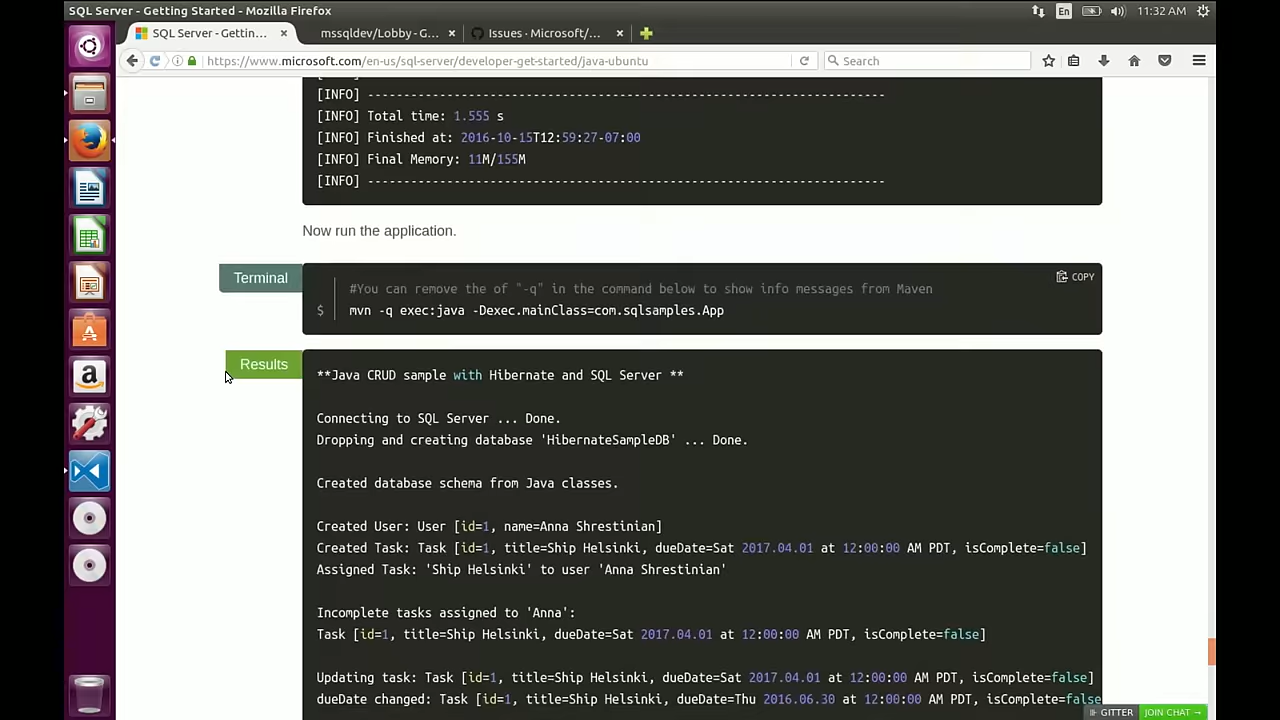 SQL Server - Getting Started - Mozilla Firefox
En
11:32 AM
SQL Server - Gettin...
mssqldev/Lobby - G...
Issues · Microsoft/...
https://www.microsoft.com/en-us/sql-server/developer-get-started/java-ubuntu
Search
[INFO] ------------------------------------------------------------------------
[INFO] Total time: 1.555 s
[INFO] Finished at: 2016-10-15T12:59:27-07:00
[INFO] Final Memory: 11M/155M
[INFO] ------------------------------------------------------------------------
Now run the application.
Terminal
COPY
#You can remove the of "-q" in the command below to show info messages from Maven
$ mvn -q exec:java -Dexec.mainClass=com.sqlsamples.App
Results
**Java CRUD sample with Hibernate and SQL Server **
Connecting to SQL Server ... Done.
Dropping and creating database 'HibernateSampleDB' ... Done.
Created database schema from Java classes.
Created User: User [id=1, name=Anna Shrestinian]
Created Task: Task [id=1, title=Ship Helsinki, dueDate=Sat 2017.04.01 at 12:00:00 AM PDT, isComplete=false]
Assigned Task: 'Ship Helsinki' to user 'Anna Shrestinian'
Incomplete tasks assigned to 'Anna':
Task [id=1, title=Ship Helsinki, dueDate=Sat 2017.04.01 at 12:00:00 AM PDT, isComplete=false]
Updating task: Task [id=1, title=Ship Helsinki, dueDate=Sat 2017.04.01 at 12:00:00 AM PDT, isComplete=false]
dueDate changed: Task [id=1, title=Ship Helsinki, dueDate=Thu 2016.06.30 at 12:00:00 AM PDT, isComplete=false
GITTER
JOIN CHAT →